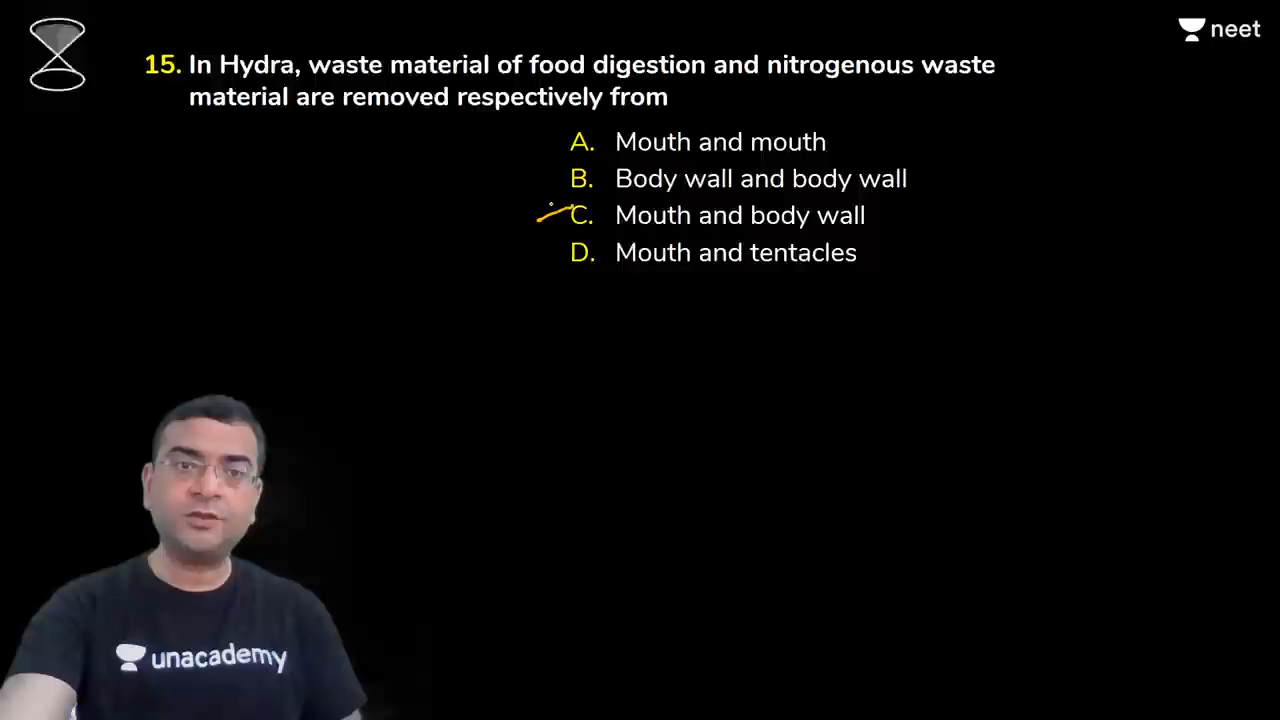 neet
15. In Hydra, waste material of food digestion and nitrogenous waste
material are removed respectively from
A. Mouth and mouth
B. Body wall and body wall
C. Mouth and body wall
D. Mouth and tentacles
unacademy